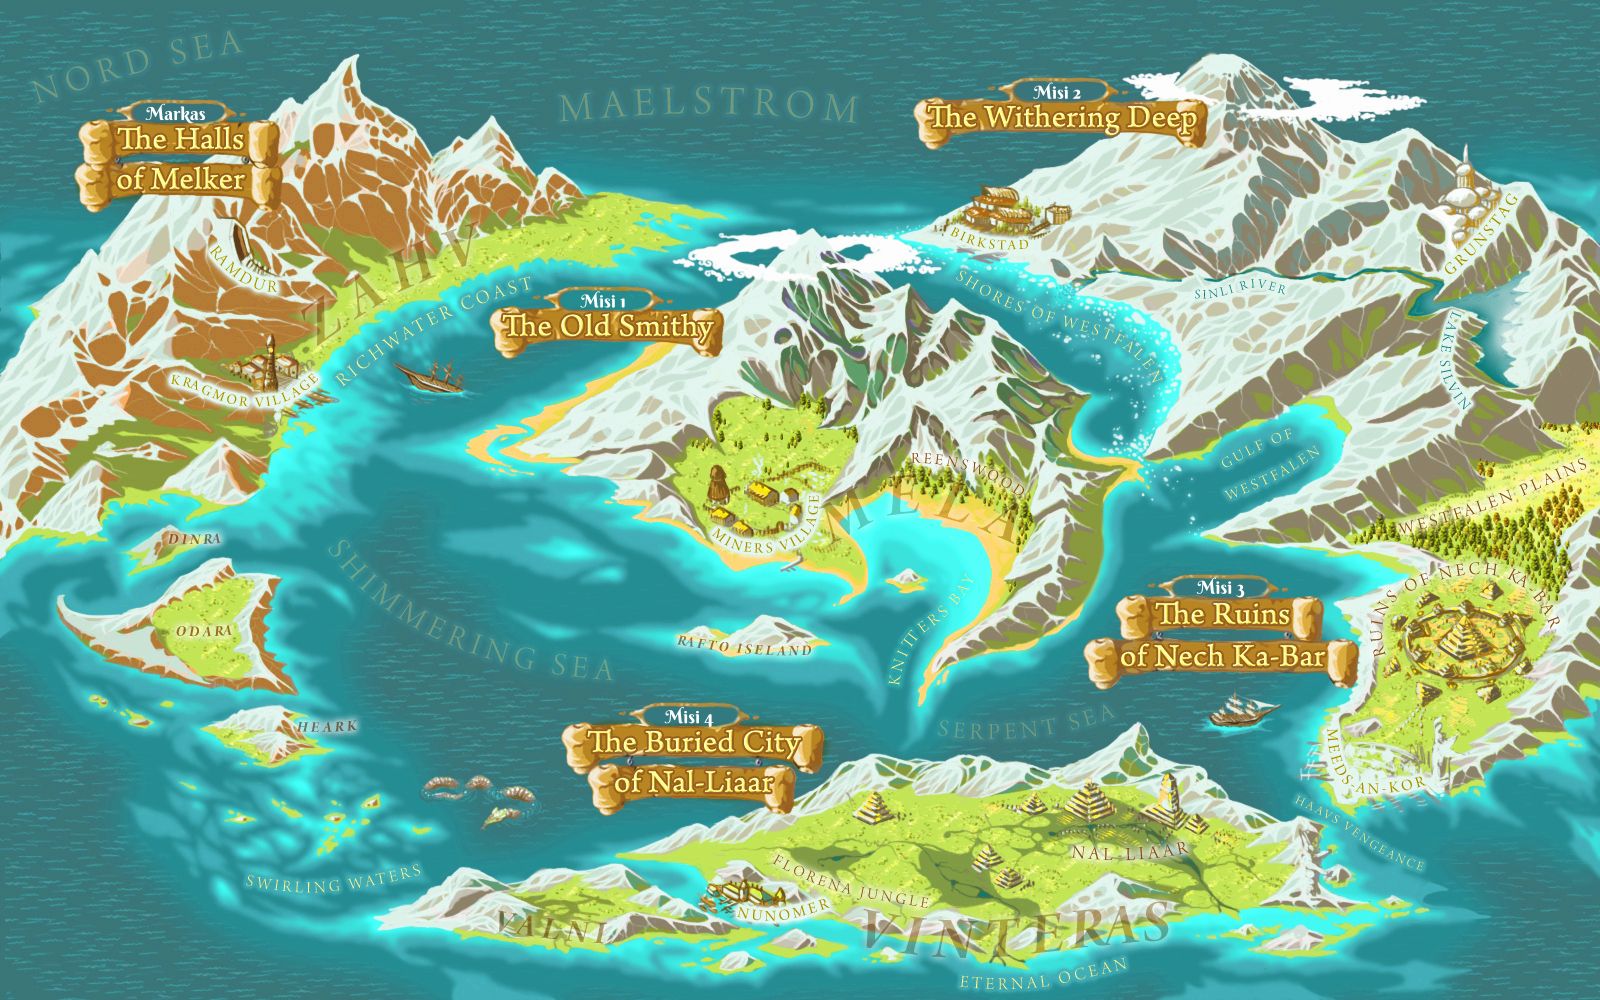 NORD SEA
MAELSTROM
Markas
The Halls
of Melker
Misi 2
The Withering Deep
RAMDUR
ZAHV
RICHWATER COAST
BIRKSTAD
GRUNSTAG
SHORES OF WESTFALEN
SINLI RIVER
LAKE SILVIN
Misi 1
The Old Smithy
KRAGMOR VILLAGE
GULF OF
WESTFALEN
REENSWOOD
MELA
MINERS VILLAGE
WESTFALEN PLAINS
DINRA
ODARA
SHIMMERING SEA
RAFTO ISELAND
KNITTERS BAY
Misi 3
The Ruins
of Nech Ka-Bar
RUINS OF NECH KA BAR
HEARK
SERPENT SEA
Misi 4
The Buried City
of Nal-Liaar
MEEDS-AN-KOR
HAAVS VENGEANCE
NAL LIAAR
FLORENA JUNGLE
SWIRLING WATERS
NUNOMER
VALNI
VINTERAS
ETERNAL OCEAN